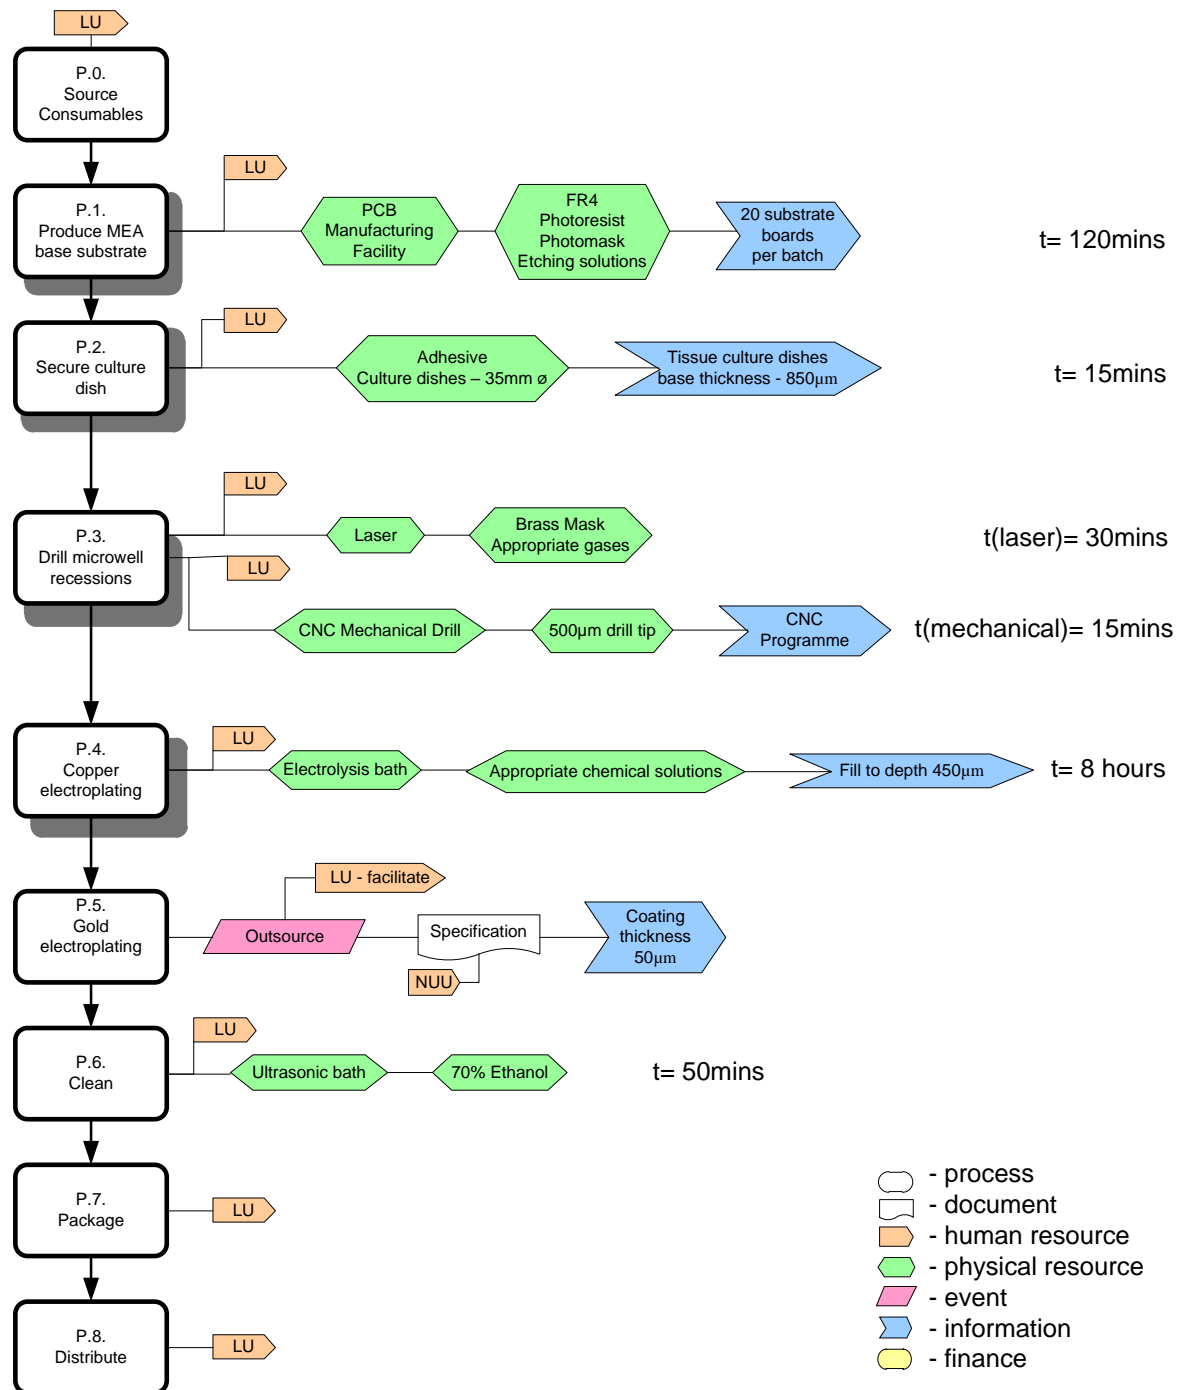 LU
P.0.
Source
Consumables
LU
P.1.
Produce MEA
base substrate
PCB
Manufacturing
Facility
FR4
Photoresist
Photomask
Etching solutions
20 substrate
boards
per batch
t= 120mins
LU
P.2.
Secure culture
dish
Adhesive
Culture dishes – 35mm ø
Tissue culture dishes
base thickness - 850µm
t= 15mins
LU
P.3.
Drill microwell
recessions
Laser
Brass Mask
Appropriate gases
t(laser)= 30mins
LU
CNC Mechanical Drill
500µm drill tip
CNC
Programme
t(mechanical)= 15mins
LU
P.4.
Copper
electroplating
Electrolysis bath
Appropriate chemical solutions
Fill to depth 450µm
t= 8 hours
LU - facilitate
P.5.
Gold
electroplating
Outsource
Specification
NUU
Coating
thickness
50µm
LU
P.6.
Clean
Ultrasonic bath
70% Ethanol
t= 50mins
P.7.
Package
LU
P.8.
Distribute
LU
- process
- document
- human resource
- physical resource
- event
- information
- finance